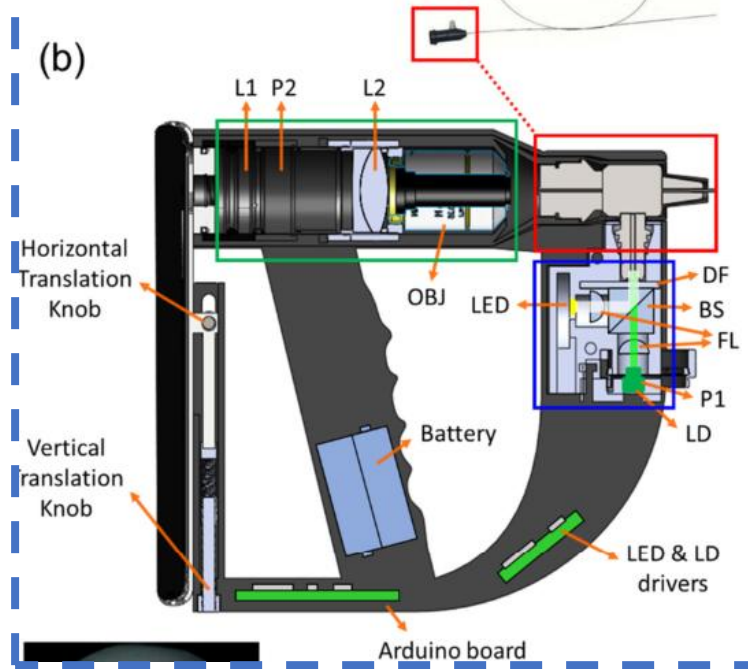 (b)
L1 P2 L2
Horizontal
Translation
Knob
OBJ
LED
DF
BS
FL
P1
LD
Vertical
Translation
Knob
Battery
LED & LD
drivers
Arduino board